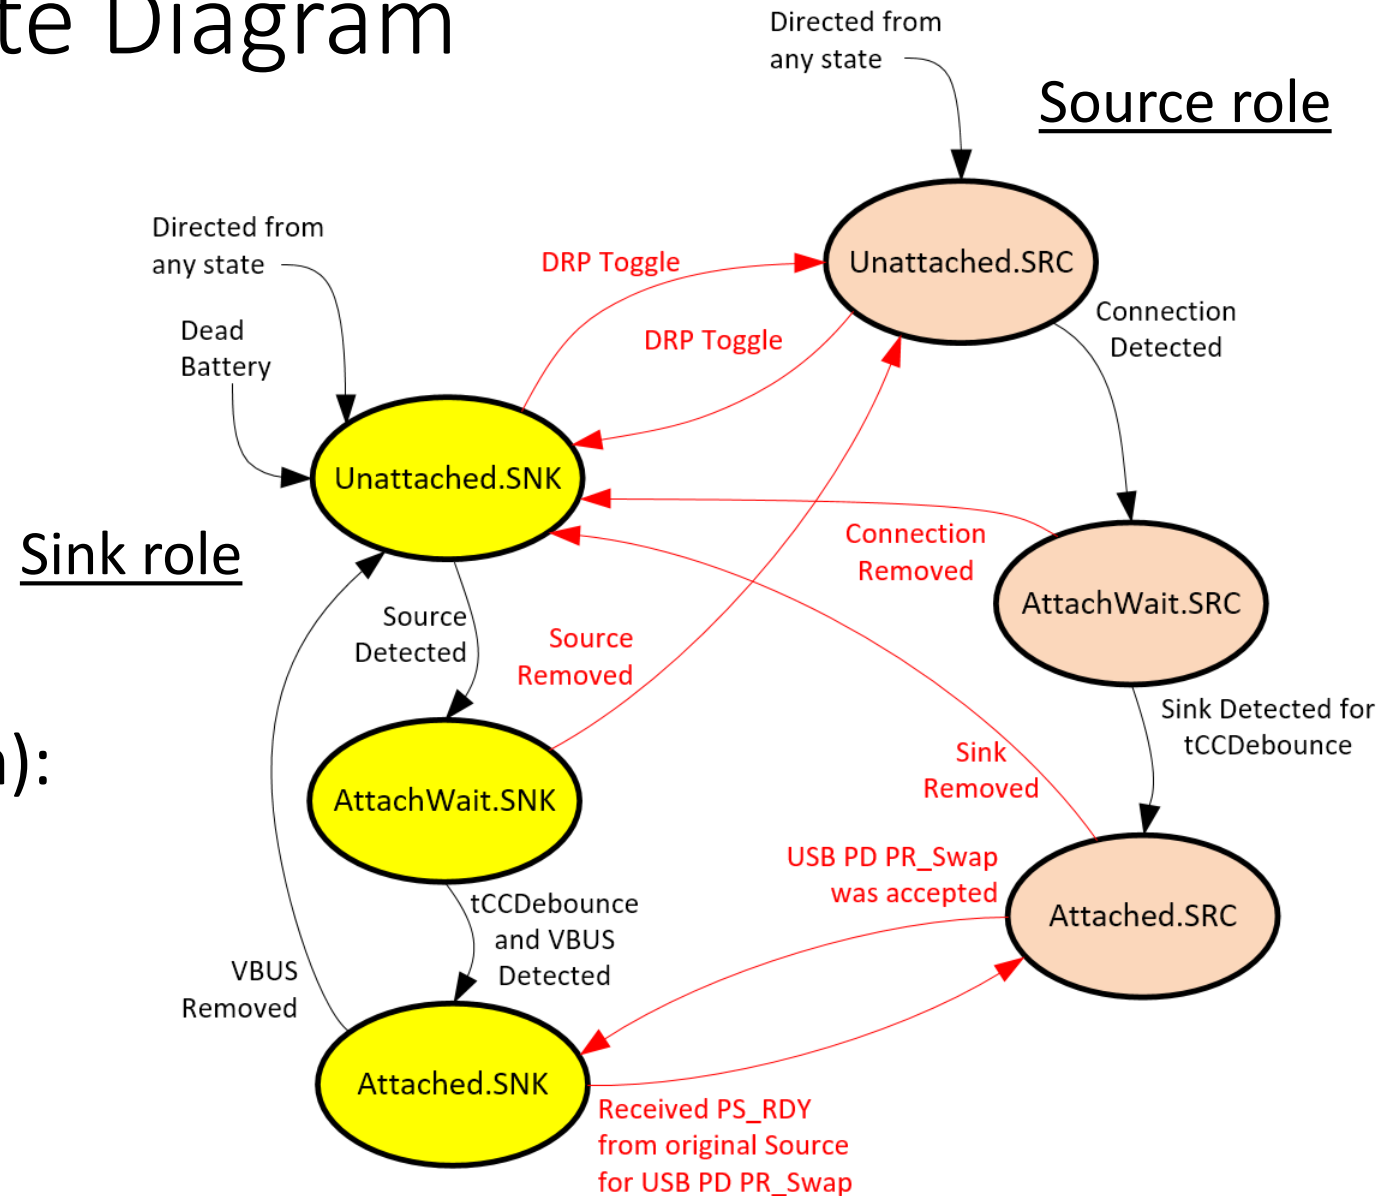 te Diagram
Directed from
any state
Source role
Directed from
any state
DRP Toggle
Unattached.SRC
Dead
Battery
DRP Toggle
Connection
Detected
Unattached.SNK
Sink role
Connection
Removed
AttachWait.SRC
Source
Detected
Source
Removed
Sink Detected for
tCCDebounce
):
Sink
Removed
AttachWait.SNK
USB PD PR_Swap
was accepted
Attached.SRC
tCCDebounce
and VBUS
Detected
VBUS
Removed
Attached.SNK
Received PS_RDY
from original Source
for USB PD PR_Swap